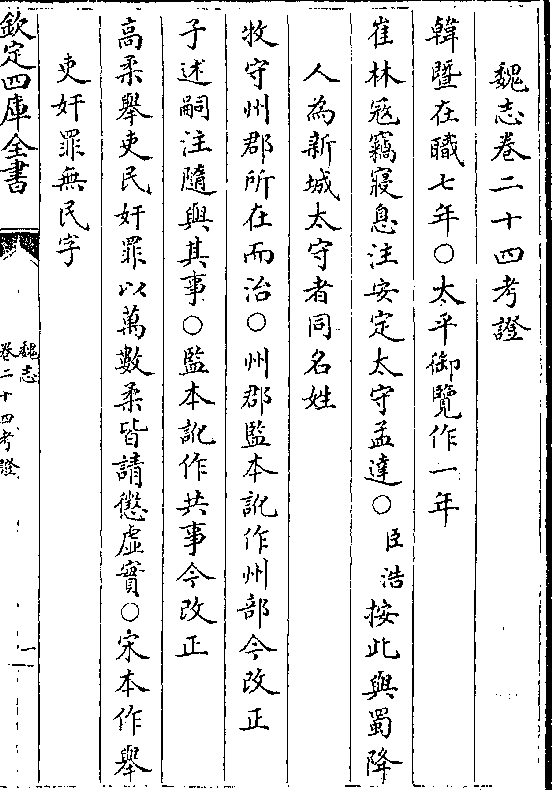 魏志卷二十四考證
韓暨在職七年○太平御覽作一年
崔林冦竊寢息注安定太守孟達○臣浩按此與蜀降
人為新城太守者同名姓
牧守州郡所在而治○州郡監本訛作州部今改正
子述嗣注隨與其事○監本訛作共事今改正
高柔舉吏民奸罪以萬數柔皆請懲虛實○宋本作舉
吏奸罪無民字
欽定四庫全書
魏志
卷二十四考證
一